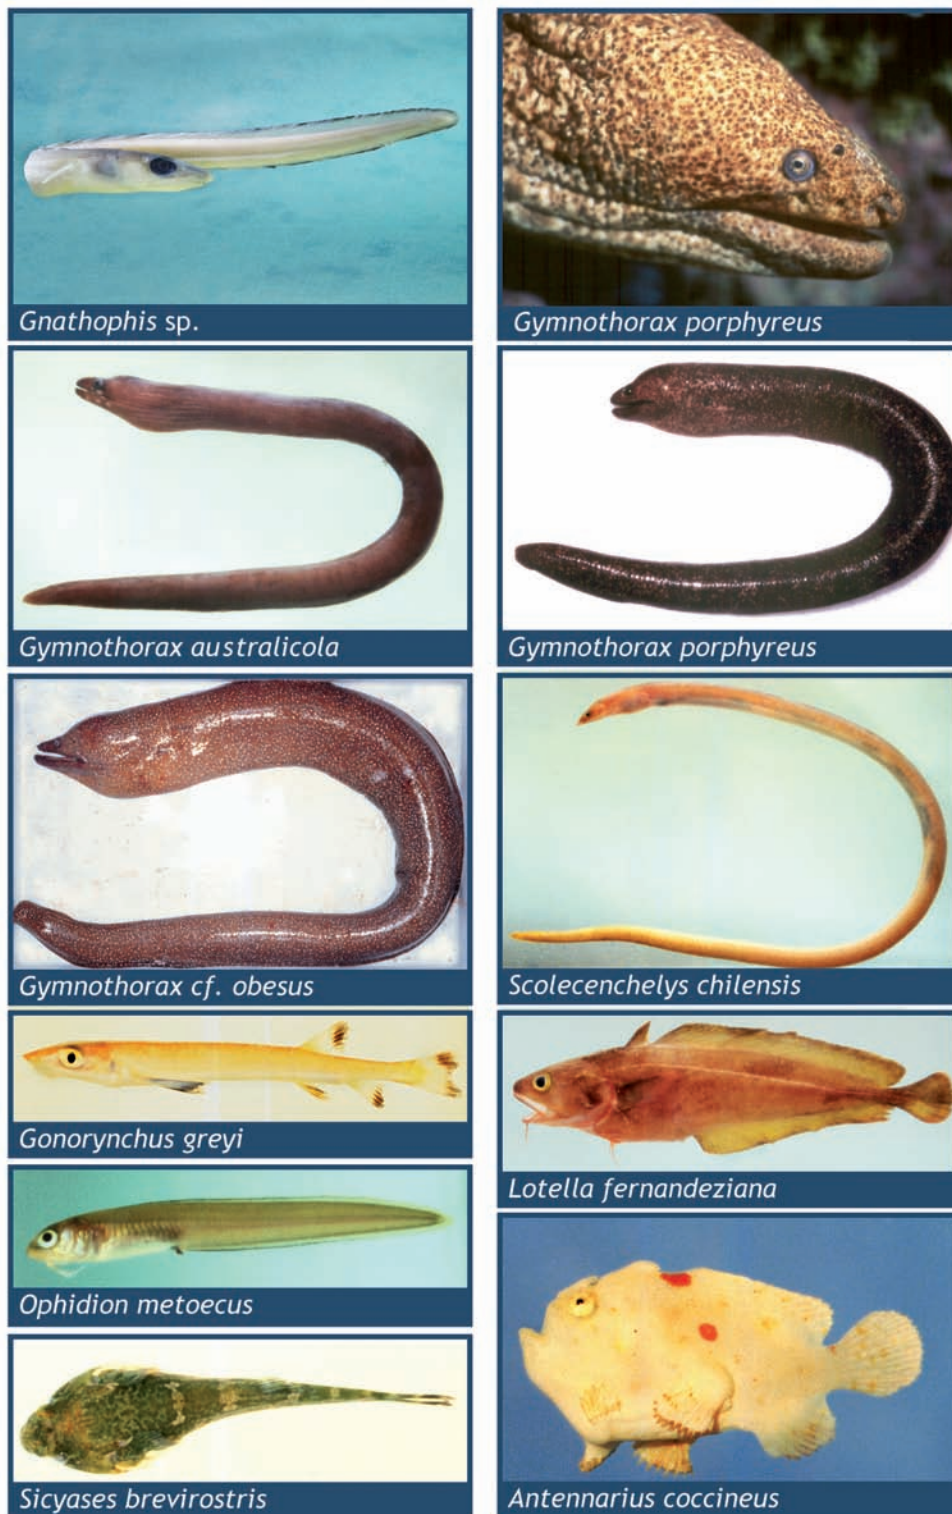 Gnathophis sp.
Gymnothorax porphyreus
Gymnothorax australicola
Gymnothorax porphyreus
Gymnothorax cf. obesus
Scolecenchelys chilensis
Gonorynchus greyi
Lotella fernandeziana
Ophidion metoecus
Sicyases brevirostris
Antennarius coccineus